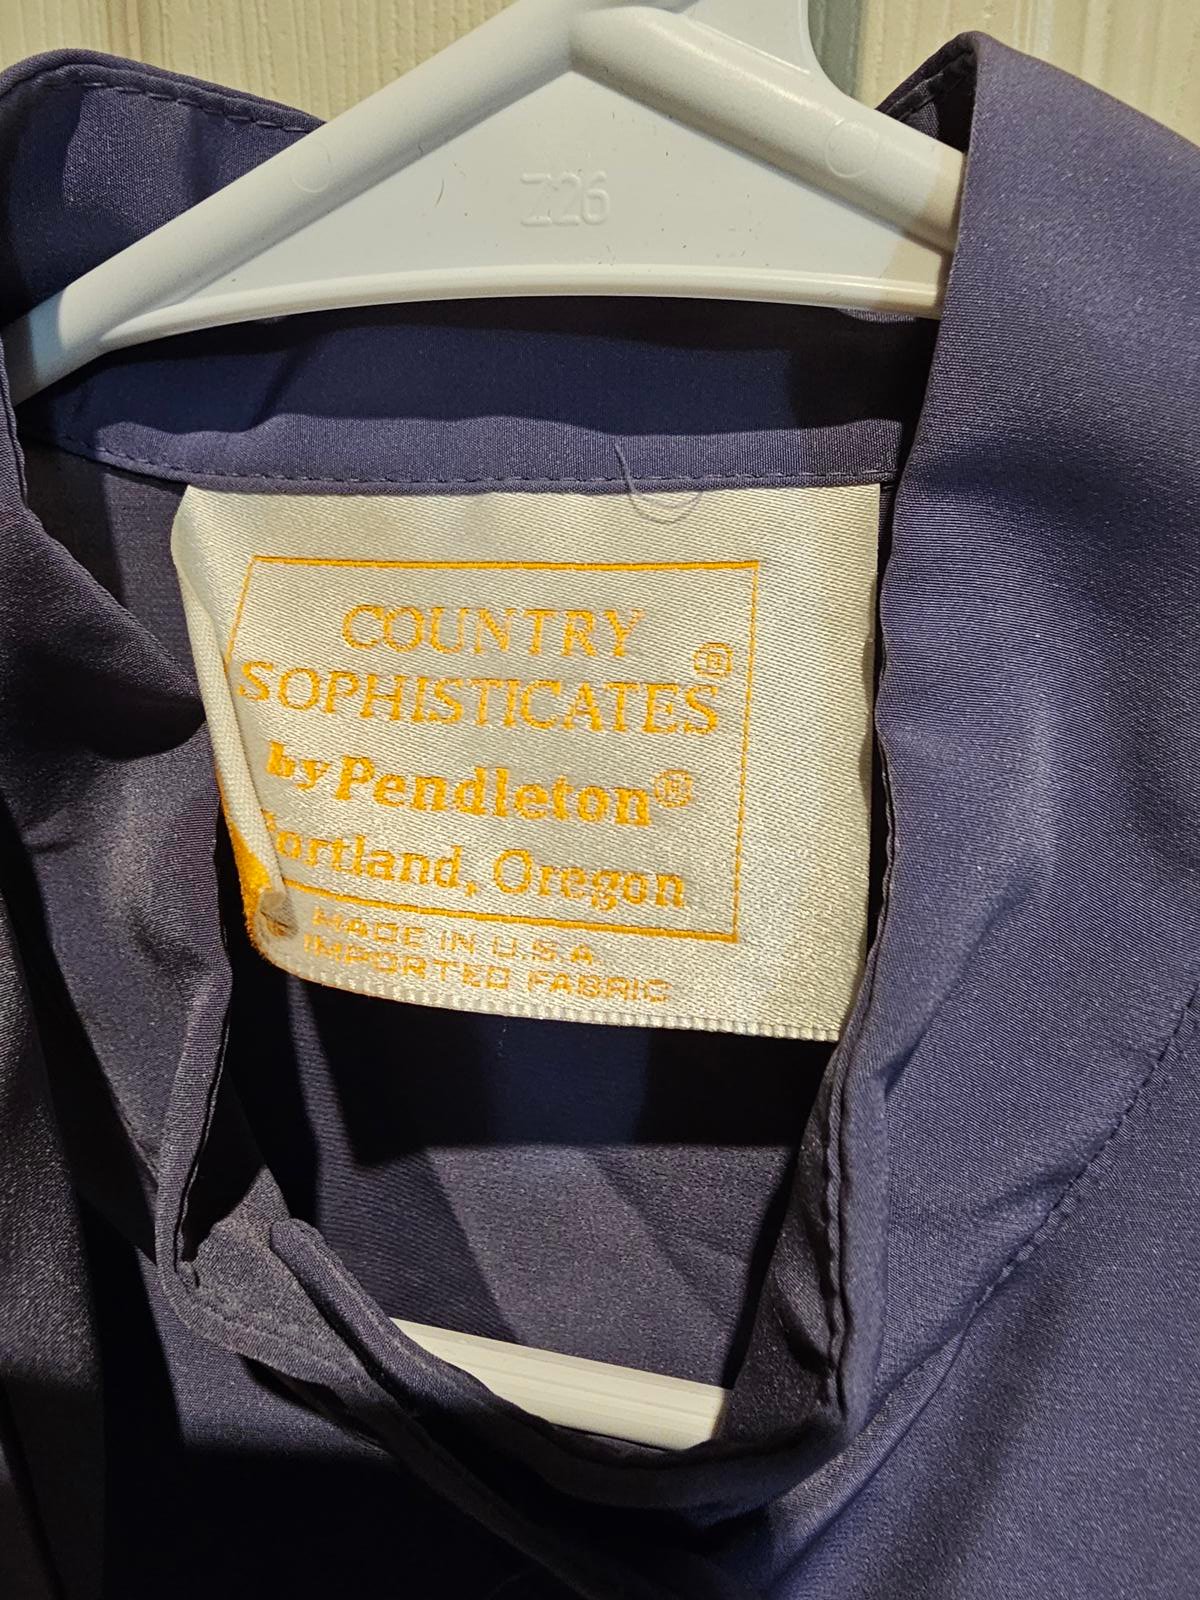 Z26
COUNTRY
SOPHISTICATES®
by Pendleton®
Portland, Oregon
MADE IN U.S.A.
IMPORTED FABRIC